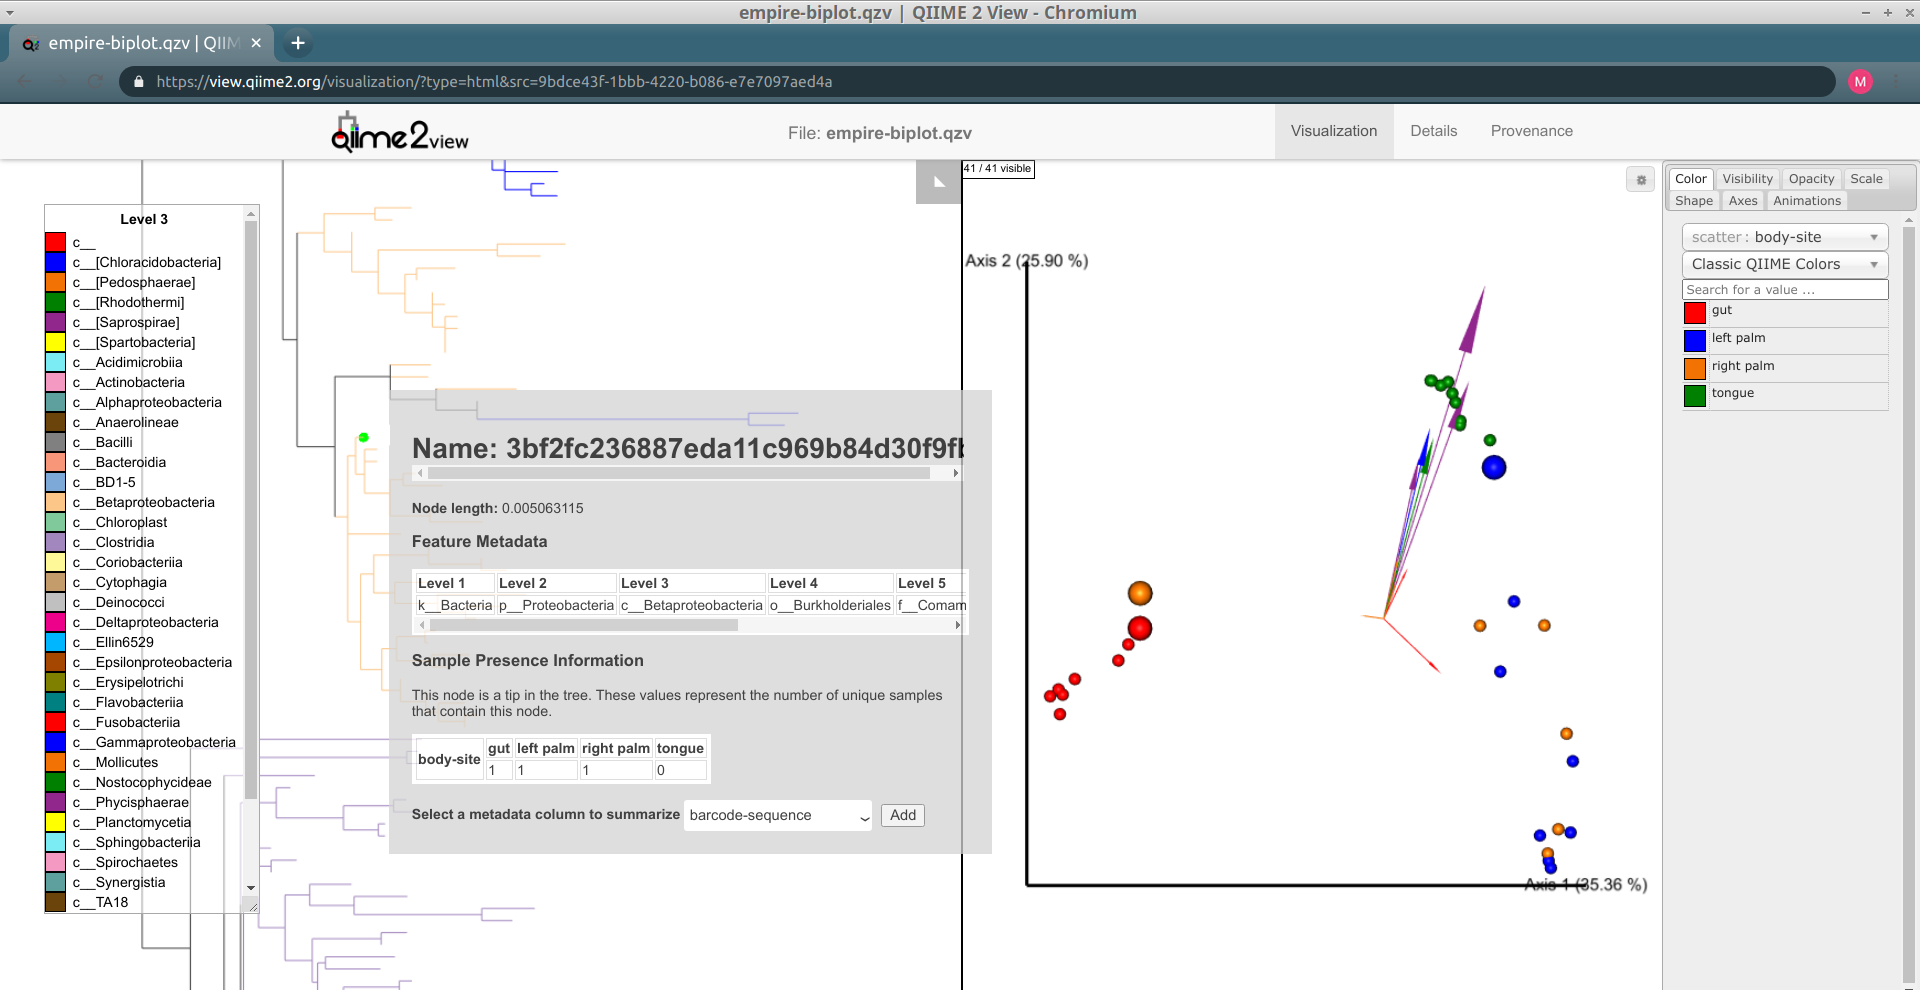 empire-biplot.qzv | QIIME 2 View - Chromium
empire-biplot.qzv | QIIM
https://view.qiime2.org/visualization/?type=html&src=9bdce43f-1bbb-4220-b086-e7e7097aed4a
M
qiime2view
File: empire-biplot.qzv
Visualization
Details
Provenance
Level 3
c__
c__[Chloracidobacteria]
c__[Pedosphaerae]
c__[Rhodothermi]
c__[Saprospirae]
c__[Spartobacteria]
c__Acidimicrobiia
c__Actinobacteria
c__Alphaproteobacteria
c__Anaerolineae
c__Bacilli
c__Bacteroidia
c__BD1-5
c__Betaproteobacteria
c__Chloroplast
c__Clostridia
c__Coriobacteriia
c__Cytophagia
c__Deinococci
c__Deltaproteobacteria
c__Ellin6529
c__Epsilonproteobacteria
c__Erysipelotrichi
c__Flavobacteriia
c__Fusobacteriia
c__Gammaproteobacteria
c__Mollicutes
c__Nostocophycideae
c__Phycisphaerae
c__Planctomycetia
c__Sphingobacteriia
c__Spirochaetes
c__Synergistia
c__TA18
Name: 3bf2fc236887eda11c969b84d30f9fb
Node length: 0.005063115
Feature Metadata
Level 1 Level 2 Level 3 Level 4 Level 5
k__Bacteria p__Proteobacteria c__Betaproteobacteria o__Burkholderiales f__Comam
Sample Presence Information
This node is a tip in the tree. These values represent the number of unique samples
that contain this node.
body-site gut left palm right palm tongue
1 1 1 0
Select a metadata column to summarize barcode-sequence Add
41 / 41 visible
Axis 2 (25.90 %)
Axis 1 (35.36 %)
Color Visibility Opacity Scale
Shape Axes Animations
scatter: body-site
Classic QIIME Colors
Search for a value ...
gut
left palm
right palm
tongue